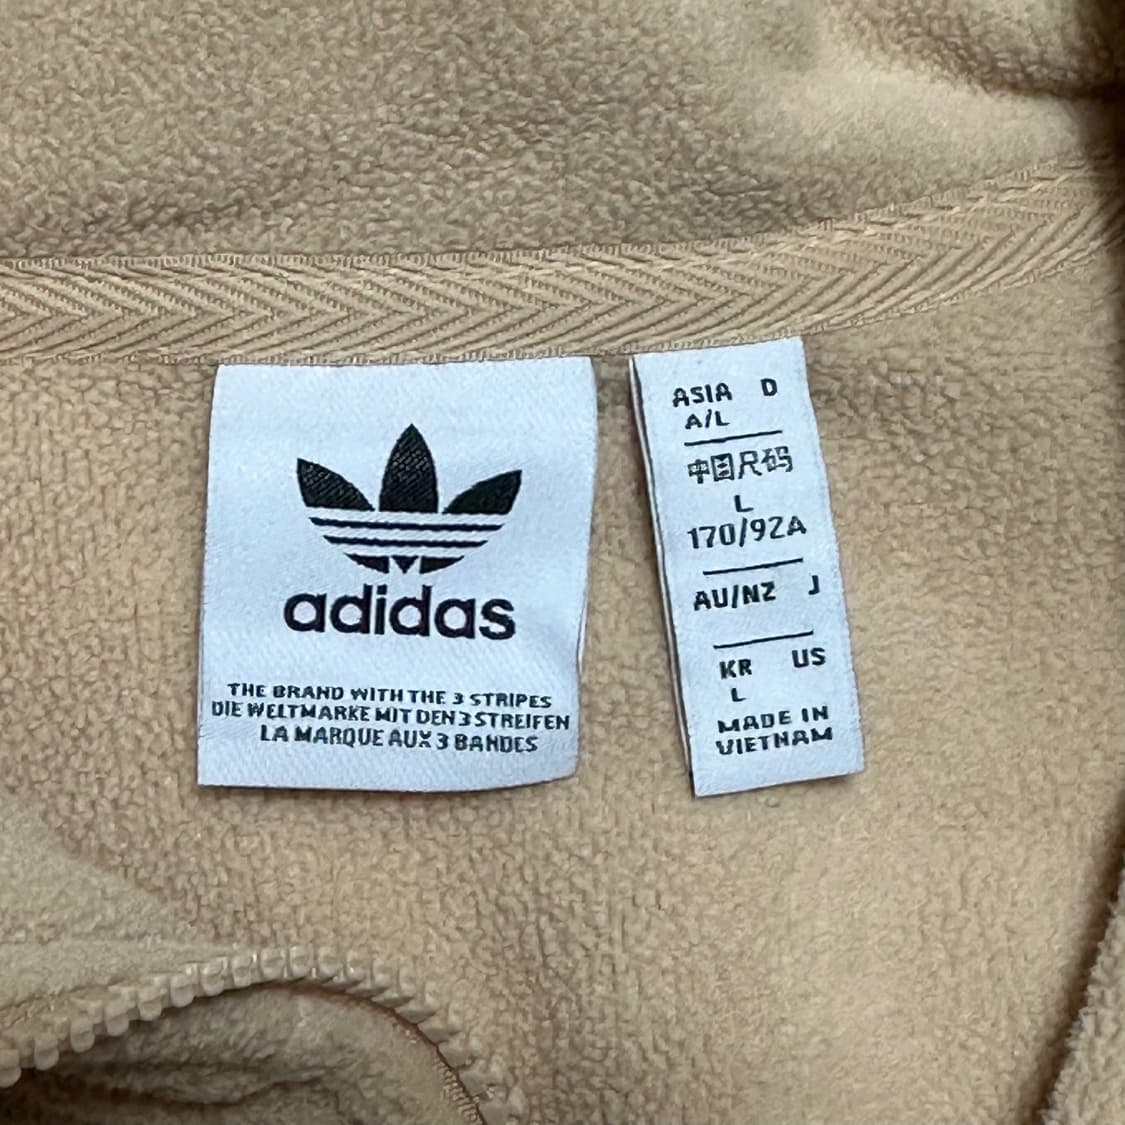 adidas
THE BRAND WITH THE 3 STRIPES
DIE WELTMARKE MIT DEN 3 STREIFEN
LA MARQUE AUX 3 BANDES
ASIA D
A/L
中国尺码
L
170/92A
AU/NZ J
KR US
L
MADE IN
VIETNAM